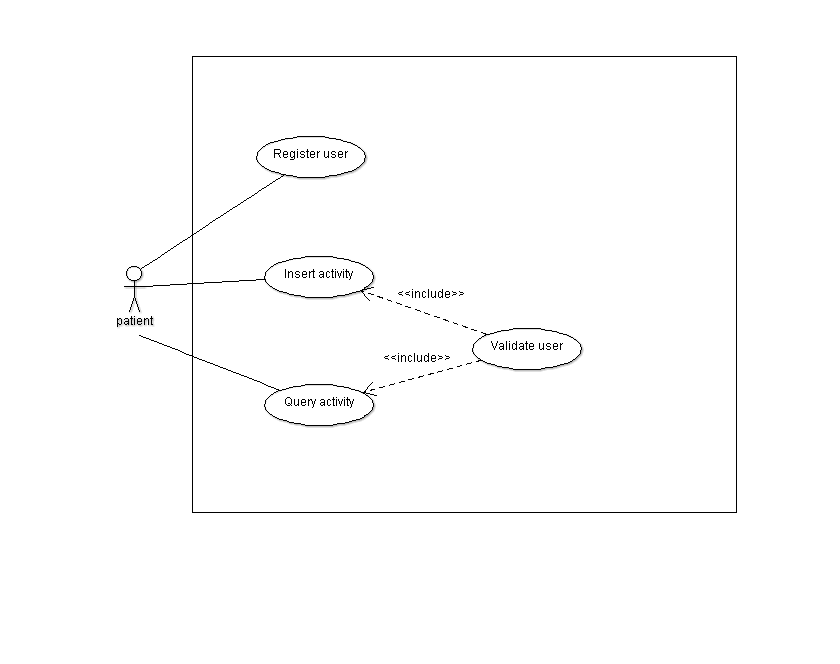 Register user
Insert activity
<<include>>
patient
Validate user
<<include>>
Query activity